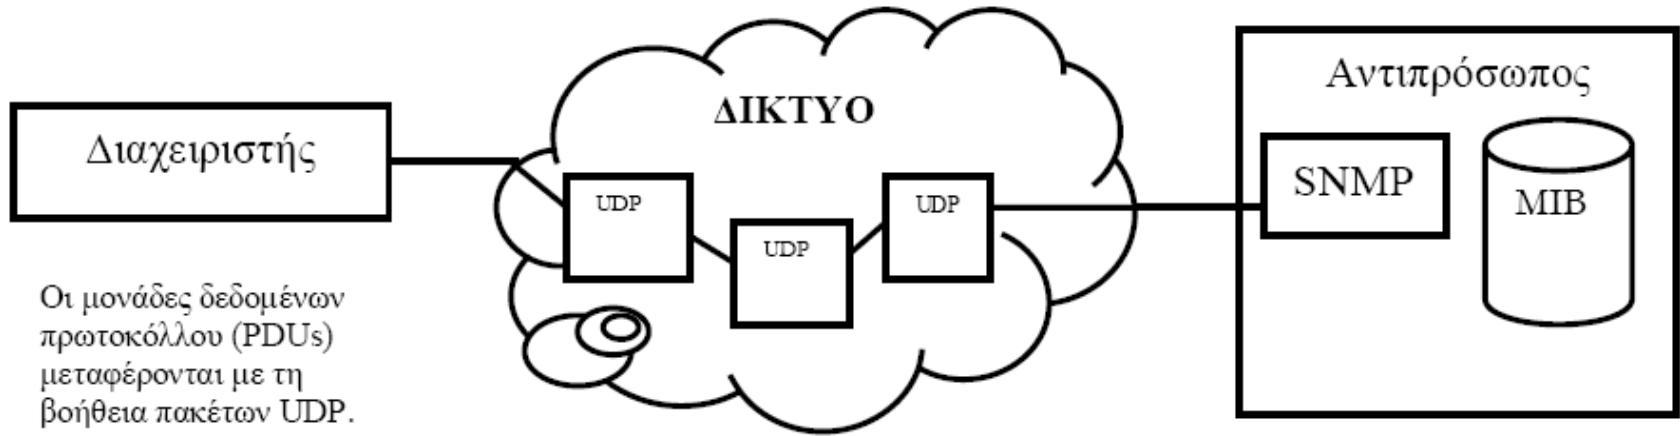 Διαχειριστής
Οι μονάδες δεδομένων
πρωτοκόλλου (PDUs)
μεταφέρονται με τη
βοήθεια πακέτων UDP.
ΔΙΚΤΥΟ
UDP
UDP
UDP
Αντιπρόσωπος
SNMP
MIB